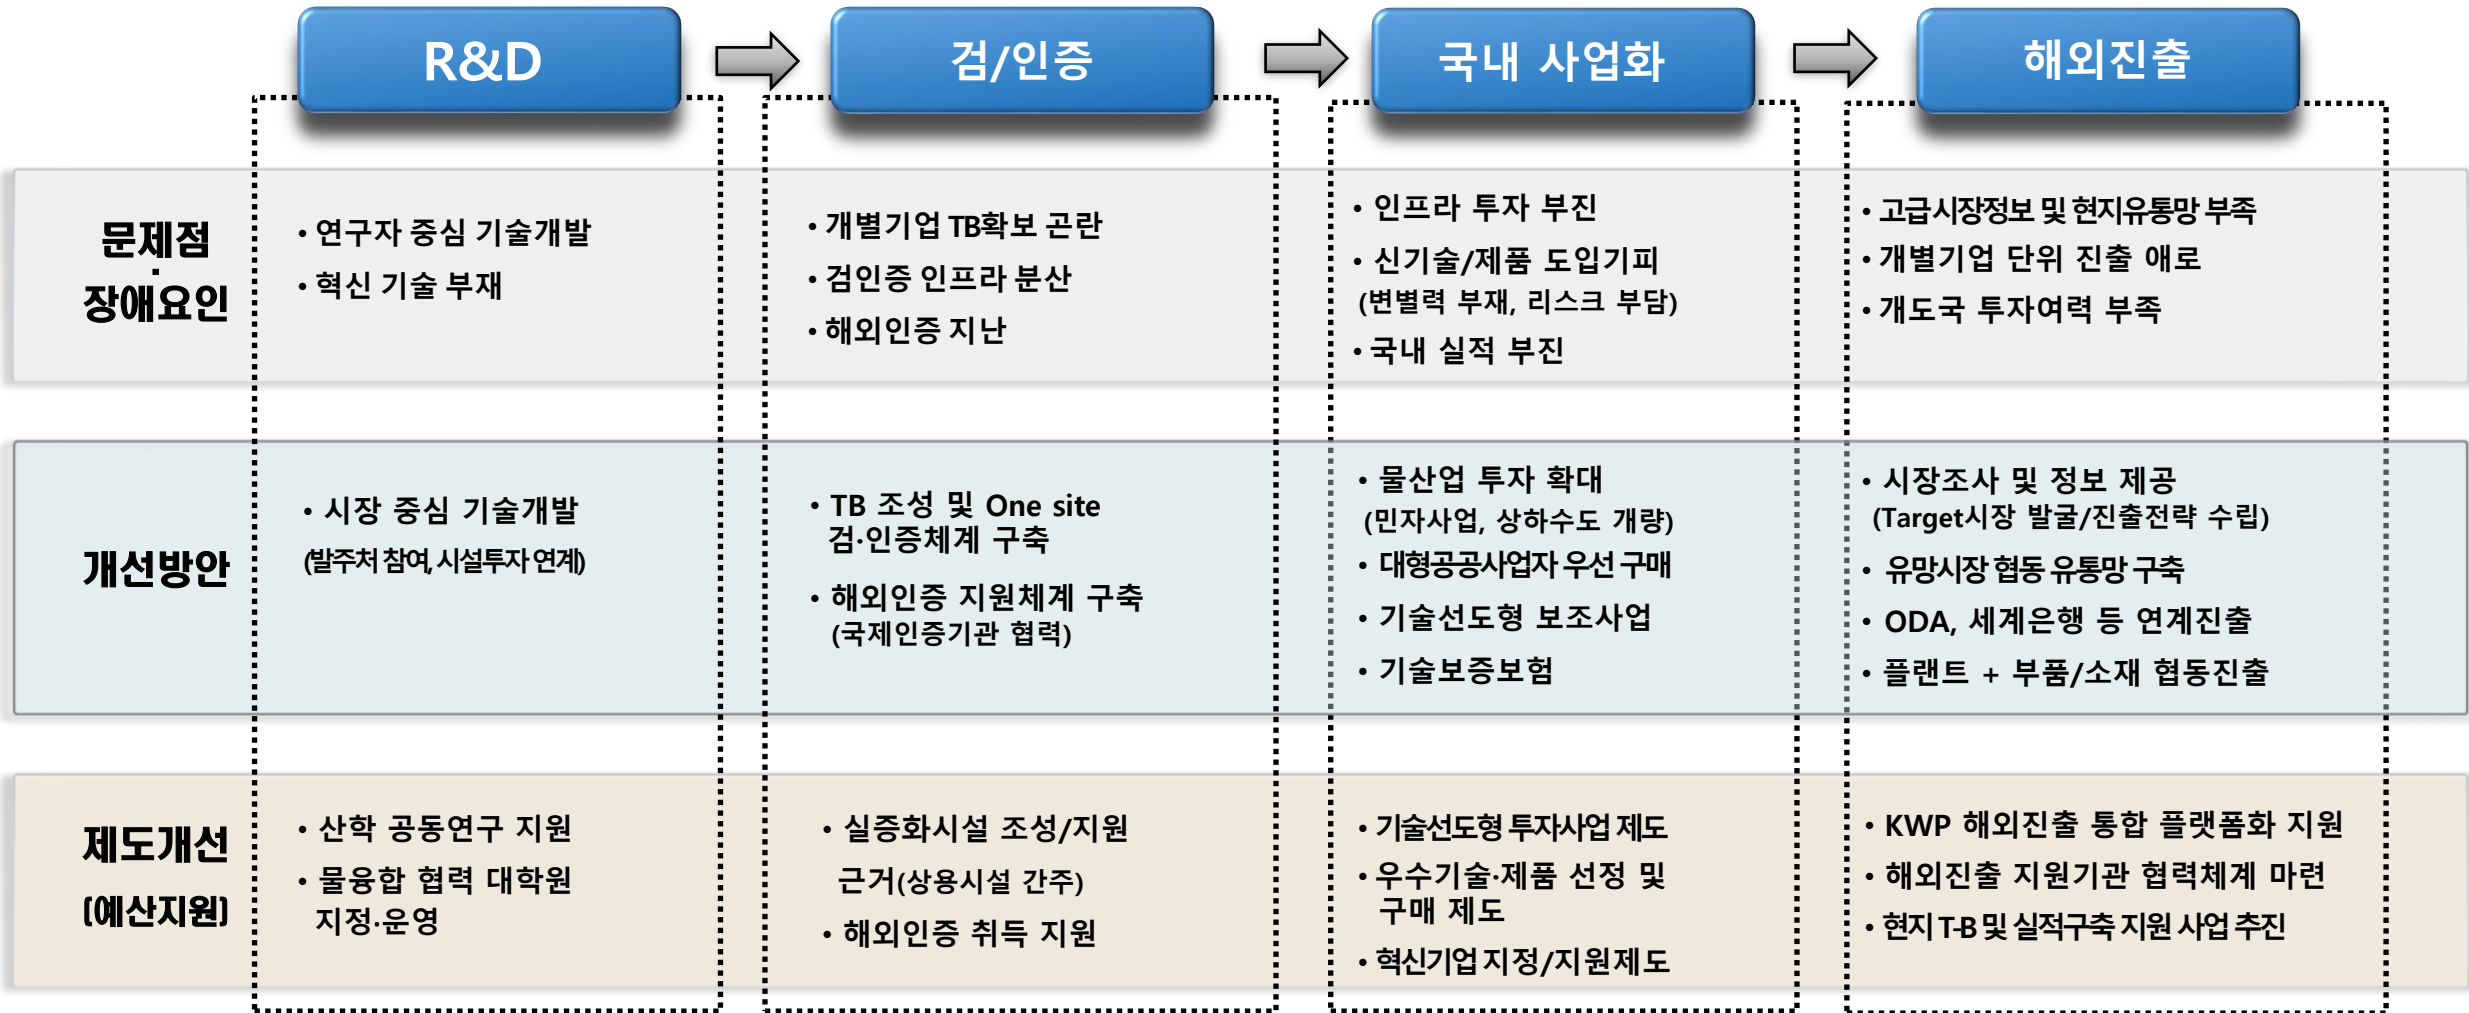 R&D
검/인증
국내 사업화
해외진출
문제점
·
장애요인
• 연구자 중심 기술개발
• 혁신 기술 부재
• 개별기업 TB확보 곤란
• 검인증 인프라 분산
• 해외인증 지난
• 인프라 투자 부진
• 신기술/제품 도입기피
(변별력 부재, 리스크 부담)
• 국내 실적 부진
• 고급시장정보 및 현지유통망 부족
• 개별기업 단위 진출 애로
• 개도국 투자여력 부족
개선방안
• 시장 중심 기술개발
(발주처 참여, 시설투자 연계)
• TB 조성 및 One site
검·인증체계 구축
• 해외인증 지원체계 구축
(국제인증기관 협력)
• 물산업 투자 확대
(민자사업, 상하수도 개량)
• 대형공공사업자 우선 구매
• 기술선도형 보조사업
• 기술보증보험
• 시장조사 및 정보 제공
(Target시장 발굴/진출전략 수립)
• 유망시장 협동 유통망 구축
• ODA, 세계은행 등 연계진출
• 플랜트 + 부품/소재 협동진출
제도개선
(예산지원)
• 산학 공동연구 지원
• 물융합 협력 대학원
지정·운영
• 실증화시설 조성/지원
근거(상용시설 간주)
• 해외인증 취득 지원
• 기술선도형 투자사업 제도
• 우수기술·제품 선정 및
구매 제도
• 혁신기업 지정/지원제도
• KWP 해외진출 통합 플랫폼화 지원
• 해외진출 지원기관 협력체계 마련
• 현지 T-B 및 실적구축 지원 사업 추진